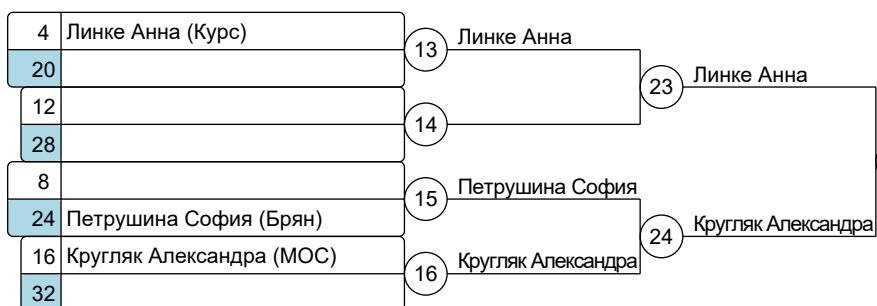 4 Линке Анна (Курс)
13 Линке Анна
20
23 Линке Анна
12
14
28
8
15 Петрушина София
24 Петрушина София (Брян)
24 Кругляк Александра
16 Кругляк Александра (МОС)
16 Кругляк Александра
32